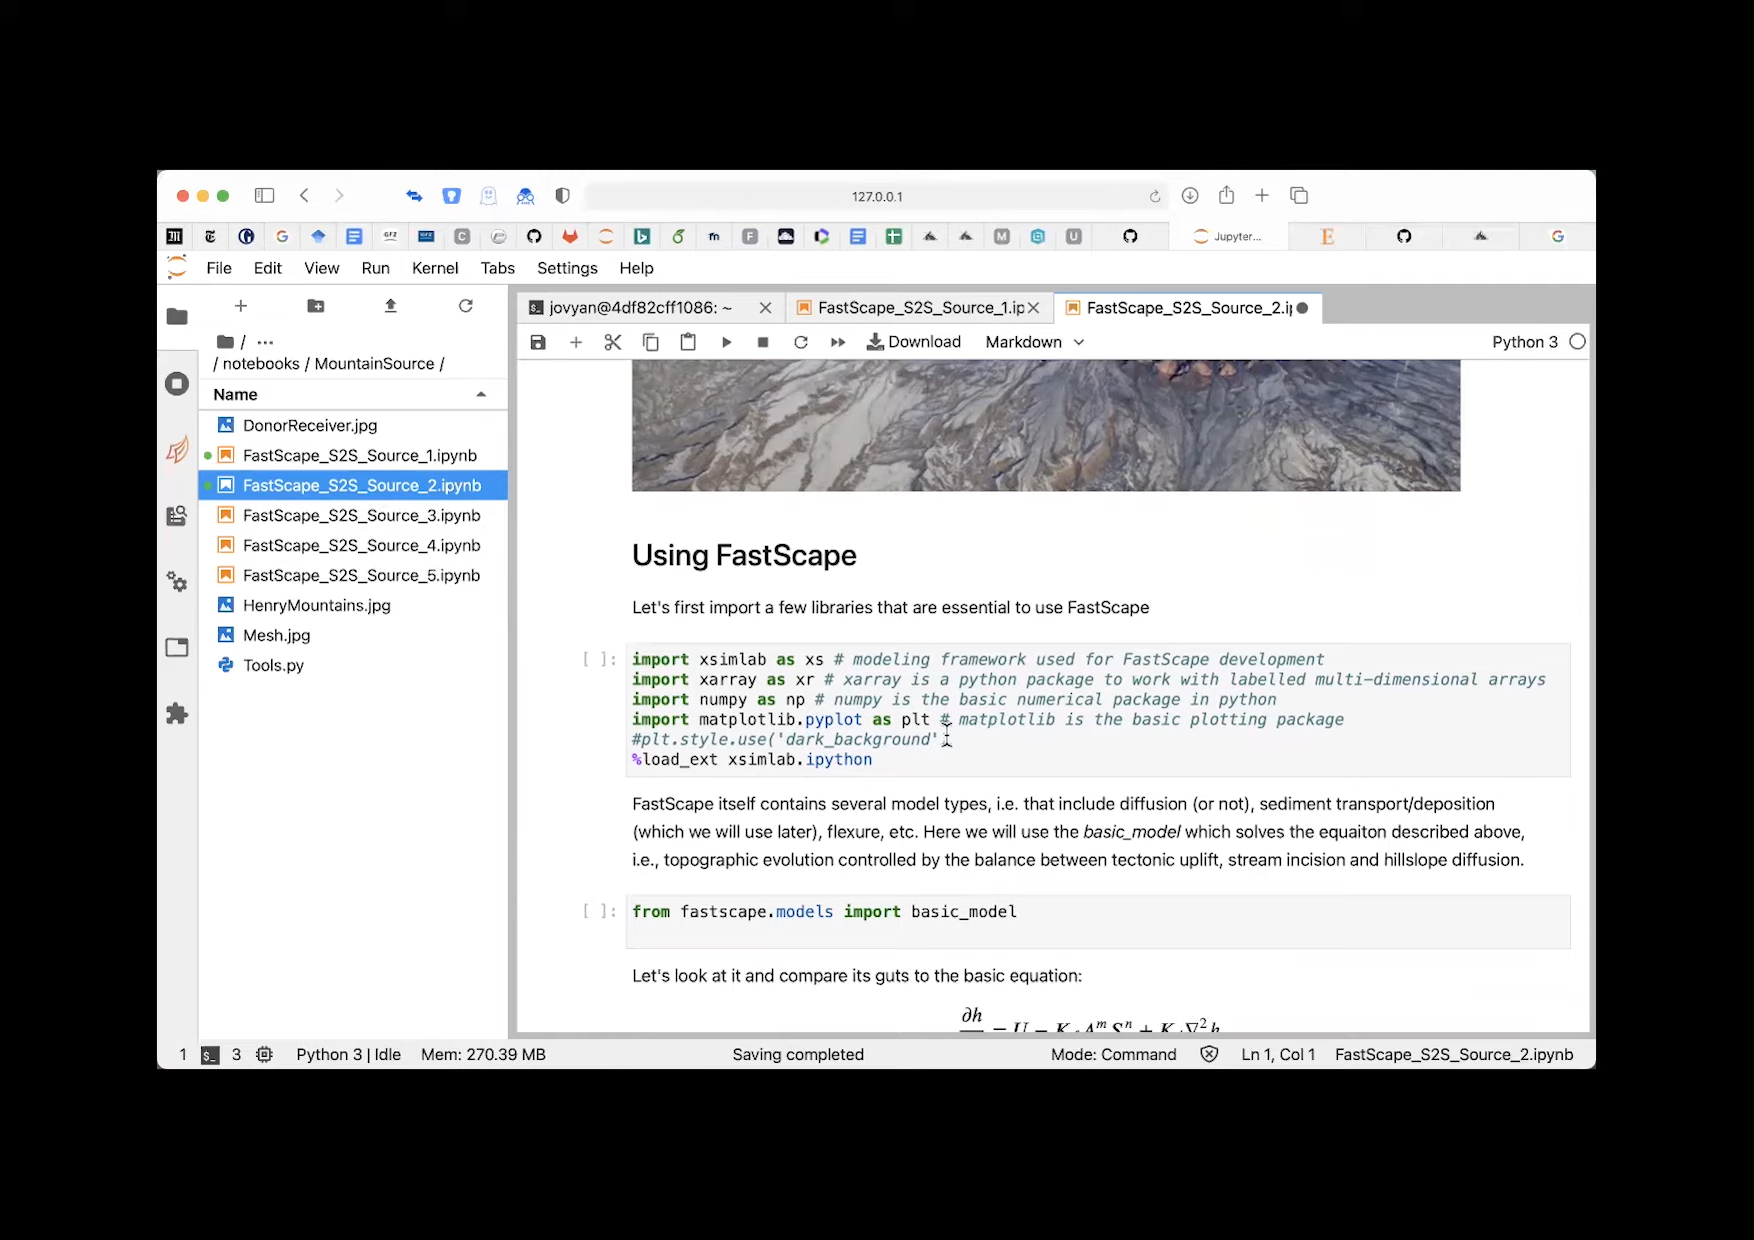 127.0.0.1
Jupyter...
File Edit View Run Kernel Tabs Settings Help
jovyan@4df82cff1086: ~
FastScape_S2S_Source_1.ip
FastScape_S2S_Source_2.i
Download
Markdown
Python 3
/ ...
/ notebooks / MountainSource /
Name
DonorReceiver.jpg
FastScape_S2S_Source_1.ipynb
FastScape_S2S_Source_2.ipynb
FastScape_S2S_Source_3.ipynb
FastScape_S2S_Source_4.ipynb
FastScape_S2S_Source_5.ipynb
HenryMountains.jpg
Mesh.jpg
Tools.py
Using FastScape
Let's first import a few libraries that are essential to use FastScape
[ ]: import xsimlab as xs # modeling framework used for FastScape development
import xarray as xr # xarray is a python package to work with labelled multi-dimensional arrays
import numpy as np # numpy is the basic numerical package in python
import matplotlib.pyplot as plt # matplotlib is the basic plotting package
#plt.style.use('dark_background'
%load_ext xsimlab.ipython
FastScape itself contains several model types, i.e. that include diffusion (or not), sediment transport/deposition
(which we will use later), flexure, etc. Here we will use the basic_model which solves the equaiton described above,
i.e., topographic evolution controlled by the balance between tectonic uplift, stream incision and hillslope diffusion.
[ ]: from fastscape.models import basic_model
Let's look at it and compare its guts to the basic equation:
∂h
1 3 Python 3 | Idle Mem: 270.39 MB Saving completed Mode: Command Ln 1, Col 1 FastScape_S2S_Source_2.ipynb